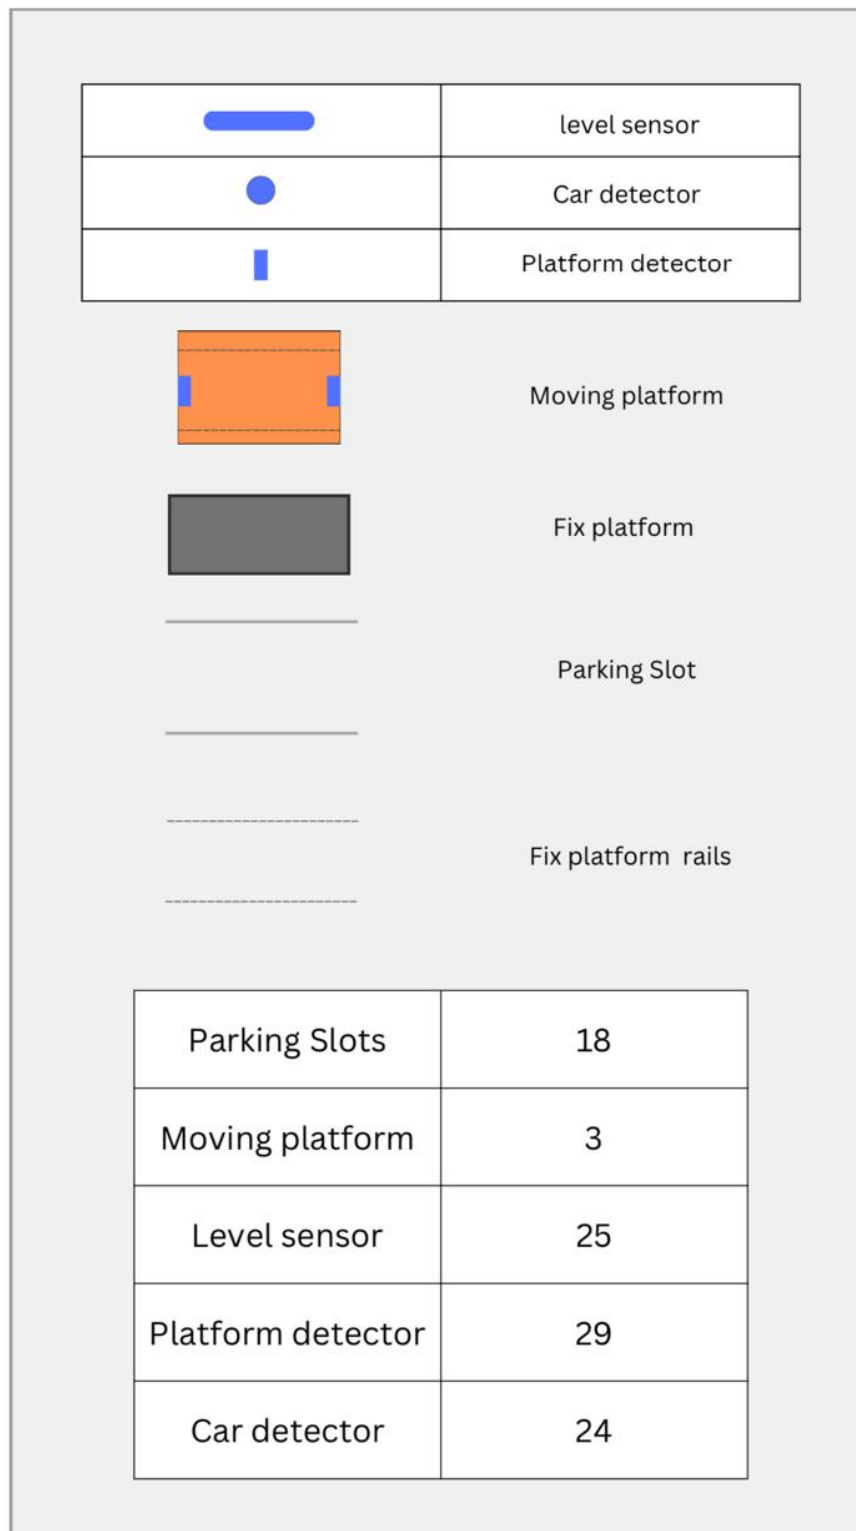 level sensor
Car detector
Platform detector
Moving platform
Fix platform
Parking Slot
Fix platform rails
Parking Slots 18
Moving platform 3
Level sensor 25
Platform detector 29
Car detector 24